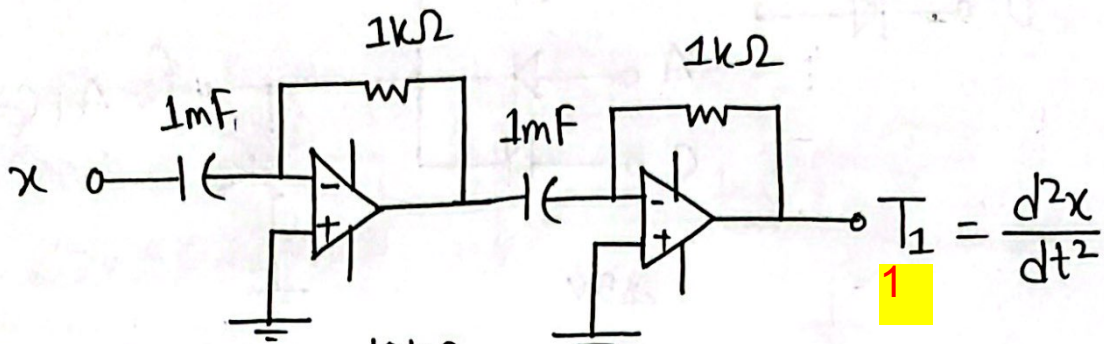 1kΩ
1kΩ
1mF
1mF
x
-
+
-
+
T₁ = d²x/dt²
1